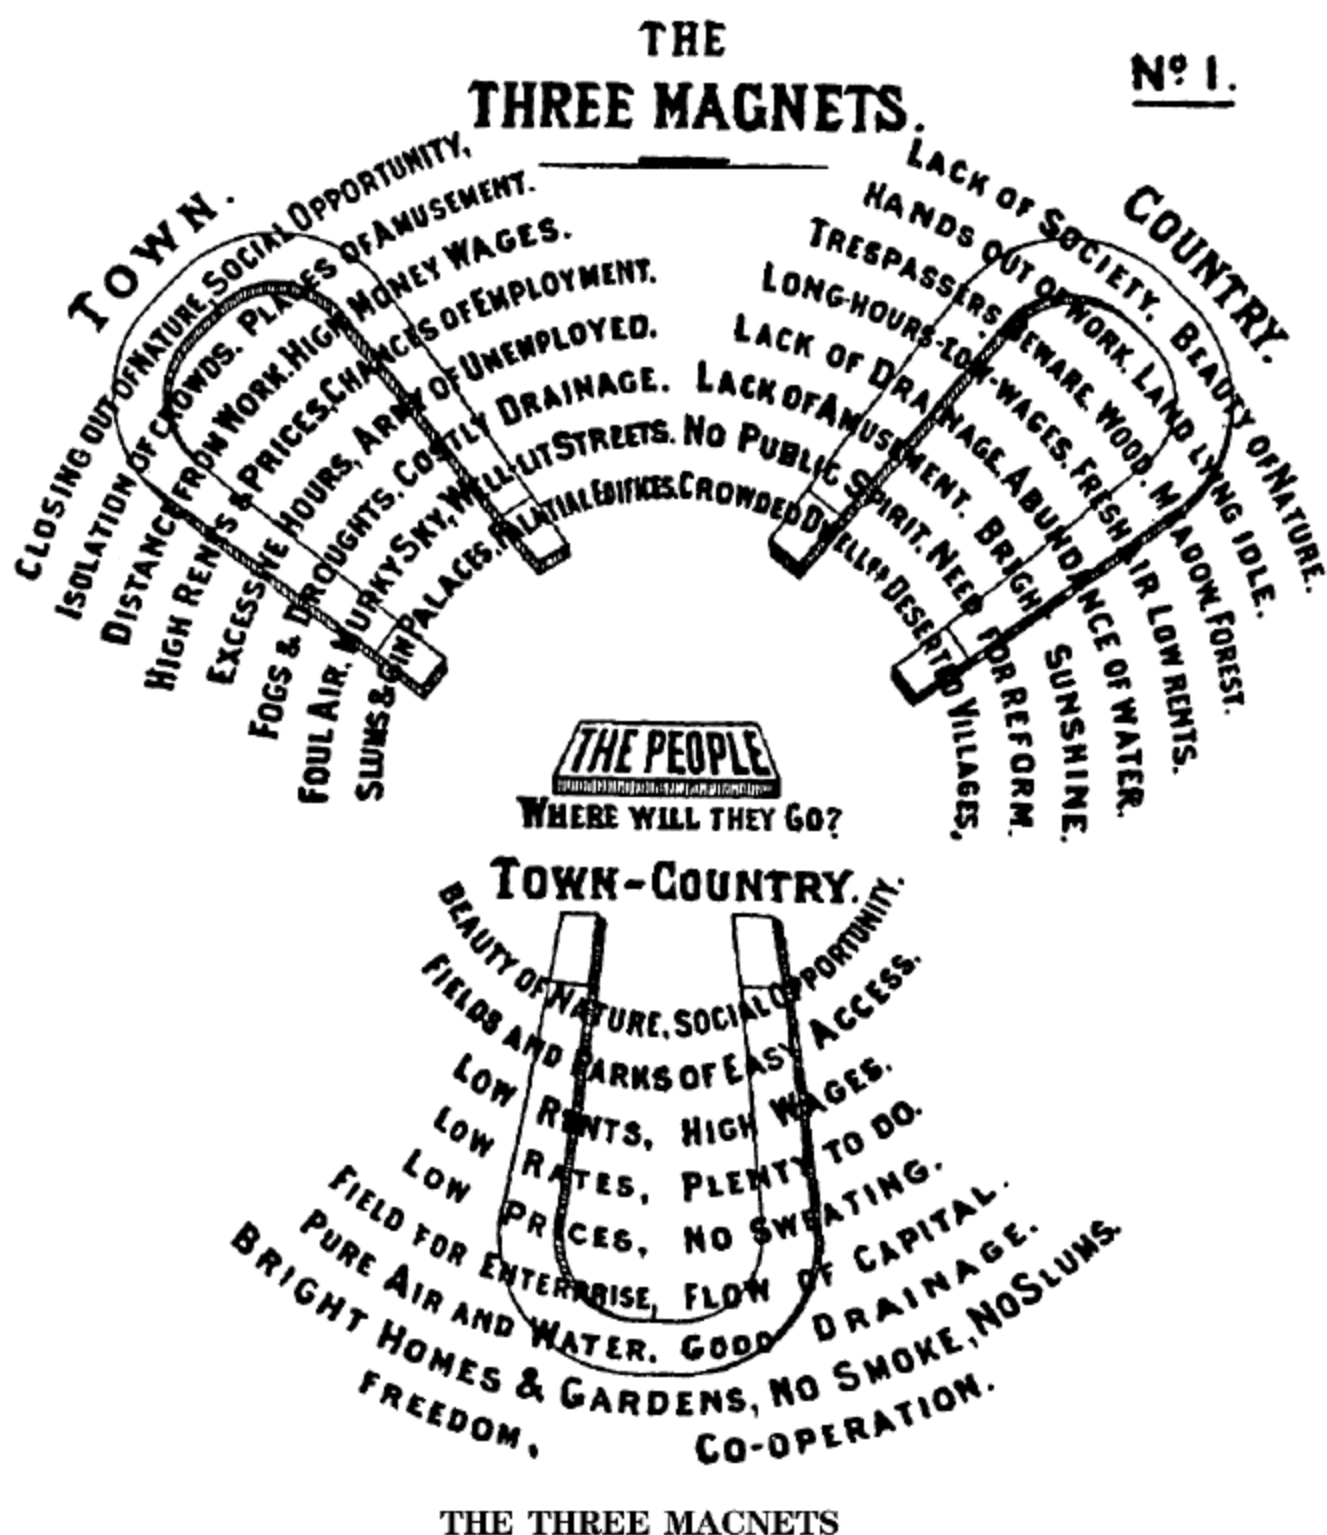 THE
THREE MAGNETS.
Nº 1.
TOWN.
CLOSING OUT OF NATURE, SOCIAL OPPORTUNITY,
ISOLATION OF CROWDS. PLACES OF AMUSEMENT.
DISTANCE FROM WORK. HIGH MONEY WAGES.
HIGH RENTS & PRICES, CHANCES OF EMPLOYMENT.
EXCESSIVE HOURS, ARMY OF UNEMPLOYED.
FOGS & DROUGHTS, COSTLY DRAINAGE.
FOUL AIR, MURKY SKY, WELL-LIT STREETS.
SLUMS & GIN PALACES, PALATIAL EDIFICES.
COUNTRY.
LACK OF SOCIETY. BEAUTY OF NATURE.
HANDS OUT OF WORK. LAND LYING IDLE.
TRESPASSERS BEWARE. WOOD, MEADOW, FOREST.
LONG-HOURS-LOW-WAGES. FRESH AIR LOW RENTS.
LACK OF DRAINAGE. ABUNDANCE OF WATER.
LACK OF AMUSEMENT. BRIGHT SUNSHINE.
NO PUBLIC SPIRIT. NEED FOR REFORM.
CROWDED DWELLGS DESERTED VILLAGES,
THE PEOPLE
WHERE WILL THEY GO?
TOWN-COUNTRY.
BEAUTY OF NATURE, SOCIAL OPPORTUNITY.
FIELDS AND PARKS OF EASY ACCESS.
LOW RENTS, HIGH WAGES.
LOW RATES, PLENTY TO DO.
LOW PRICES, NO SWEATING.
FIELD FOR ENTERPRISE, FLOW OF CAPITAL.
PURE AIR AND WATER. GOOD DRAINAGE.
BRIGHT HOMES & GARDENS, NO SMOKE, NO SLUMS.
FREEDOM, CO-OPERATION.
THE THREE MACNETS